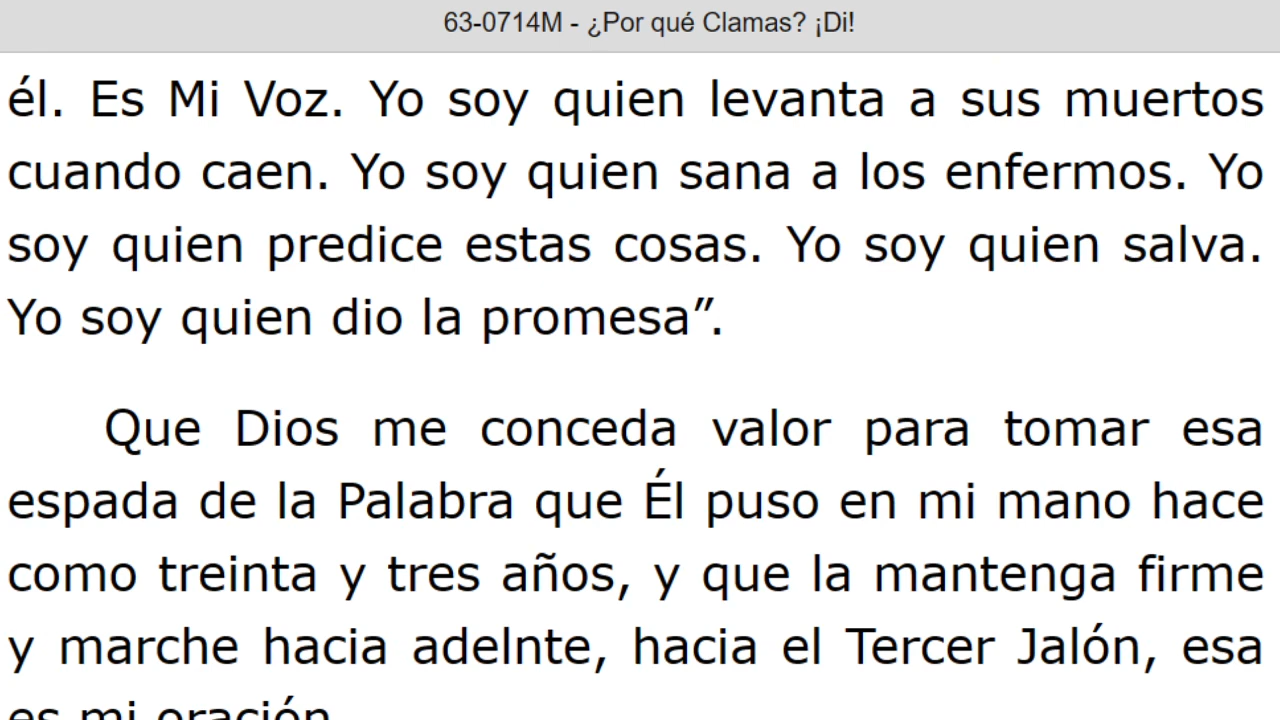 63-0714M - ¿Por qué Clamas? ¡Di!
él. Es Mi Voz. Yo soy quien levanta a sus muertos
cuando caen. Yo soy quien sana a los enfermos. Yo
soy quien predice estas cosas. Yo soy quien salva.
Yo soy quien dio la promesa”.
Que Dios me conceda valor para tomar esa
espada de la Palabra que Él puso en mi mano hace
como treinta y tres años, y que la mantenga firme
y marche hacia adelnte, hacia el Tercer Jalón, esa
es mi oración